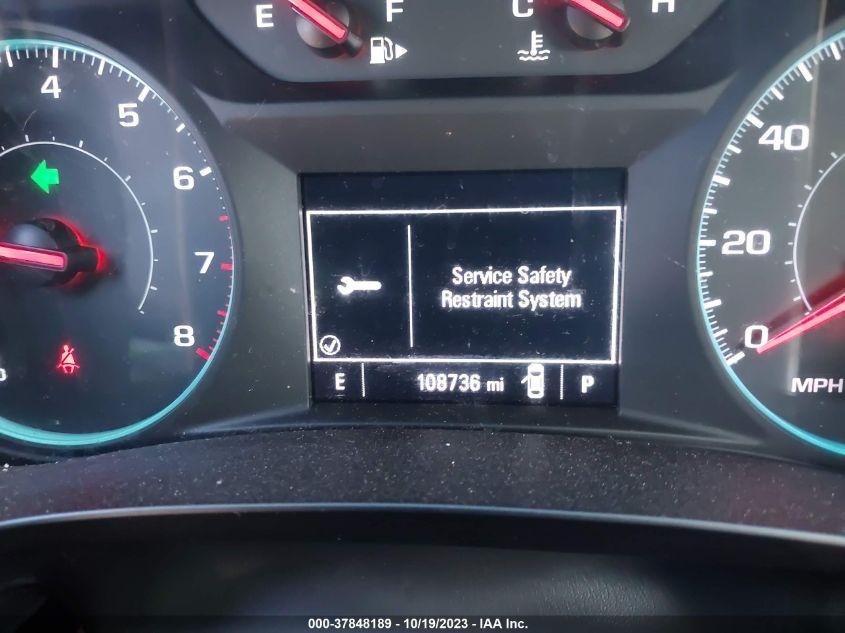 E F C H
4
5
6
7
8
Service Safety
Restraint System
E 108736 mi P
40
20
0
MPH
000-37848189 - 10/19/2023 - IAA Inc.